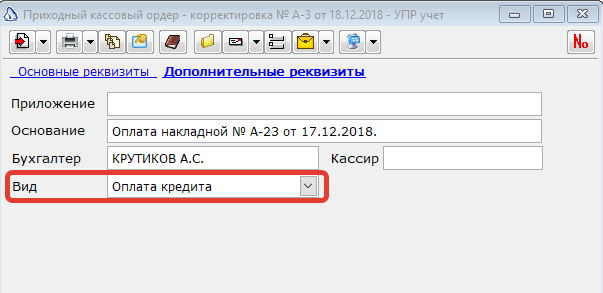 Приходный кассовый ордер - корректировка № А-3 от 18.12.2018 - УПР учет
No
Основные реквизиты Дополнительные реквизиты
Приложение
Основание Оплата накладной № А-23 от 17.12.2018.
Бухгалтер КРУТИКОВ А.С. Кассир
Вид Оплата кредита